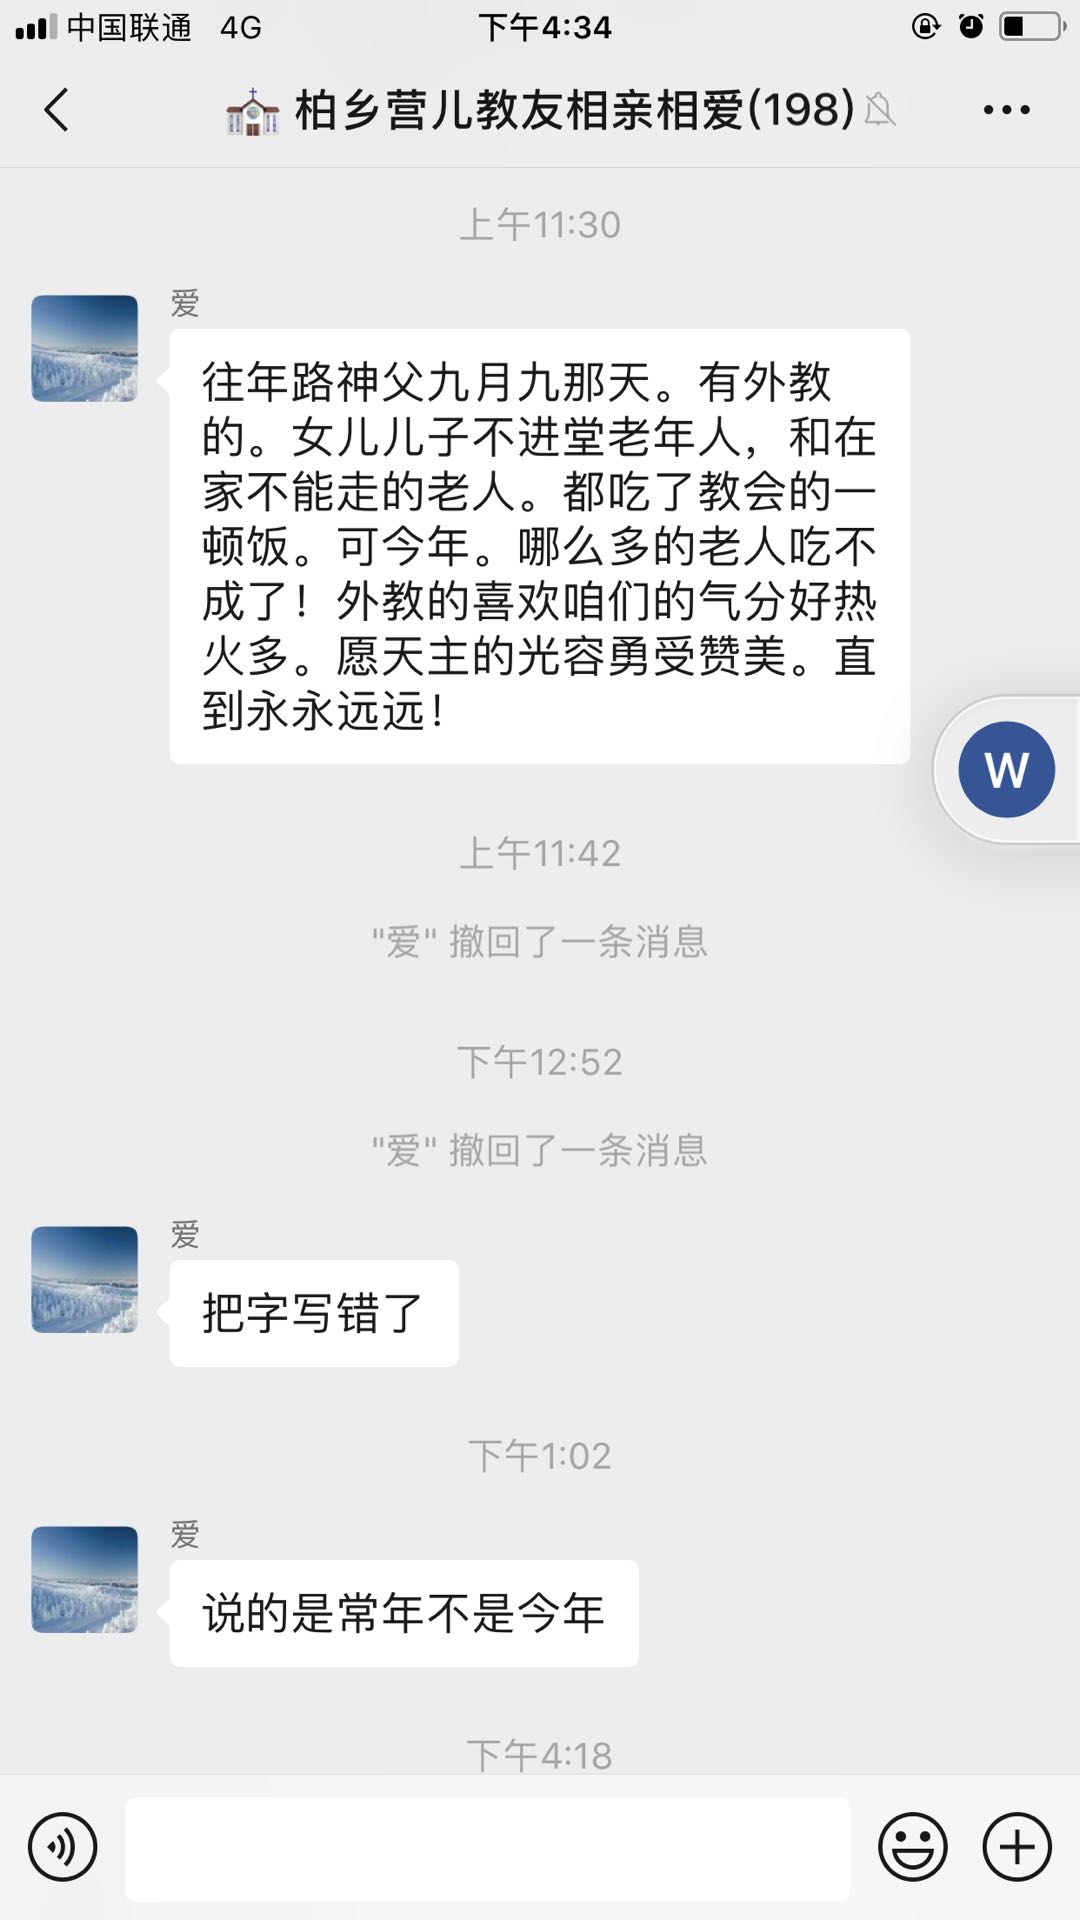 中国联通 4G 下午4:34
柏乡营儿教友相亲相爱(198)
上午11:30
爱
往年路神父九月九那天。有外教
的。女儿儿子不进堂老年人，和在
家不能走的老人。都吃了教会的一
顿饭。可今年。哪么多的老人吃不
成了！外教的喜欢咱们的气分好热
火多。愿天主的光容勇受赞美。直
到永永远远！
W
上午11:42
"爱" 撤回了一条消息
下午12:52
"爱" 撤回了一条消息
爱
把字写错了
下午1:02
爱
说的是常年不是今年
下午4:18